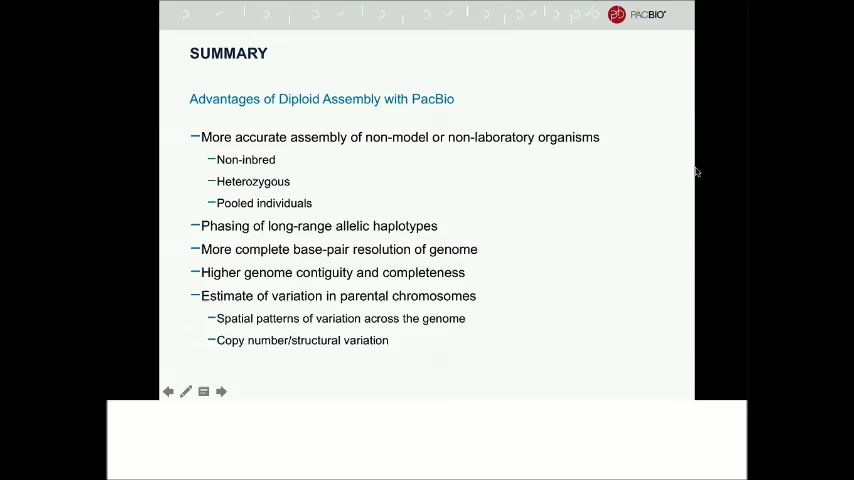 PACBIO®
SUMMARY
Advantages of Diploid Assembly with PacBio
–More accurate assembly of non-model or non-laboratory organisms
–Non-inbred
–Heterozygous
–Pooled individuals
–Phasing of long-range allelic haplotypes
–More complete base-pair resolution of genome
–Higher genome contiguity and completeness
–Estimate of variation in parental chromosomes
–Spatial patterns of variation across the genome
–Copy number/structural variation